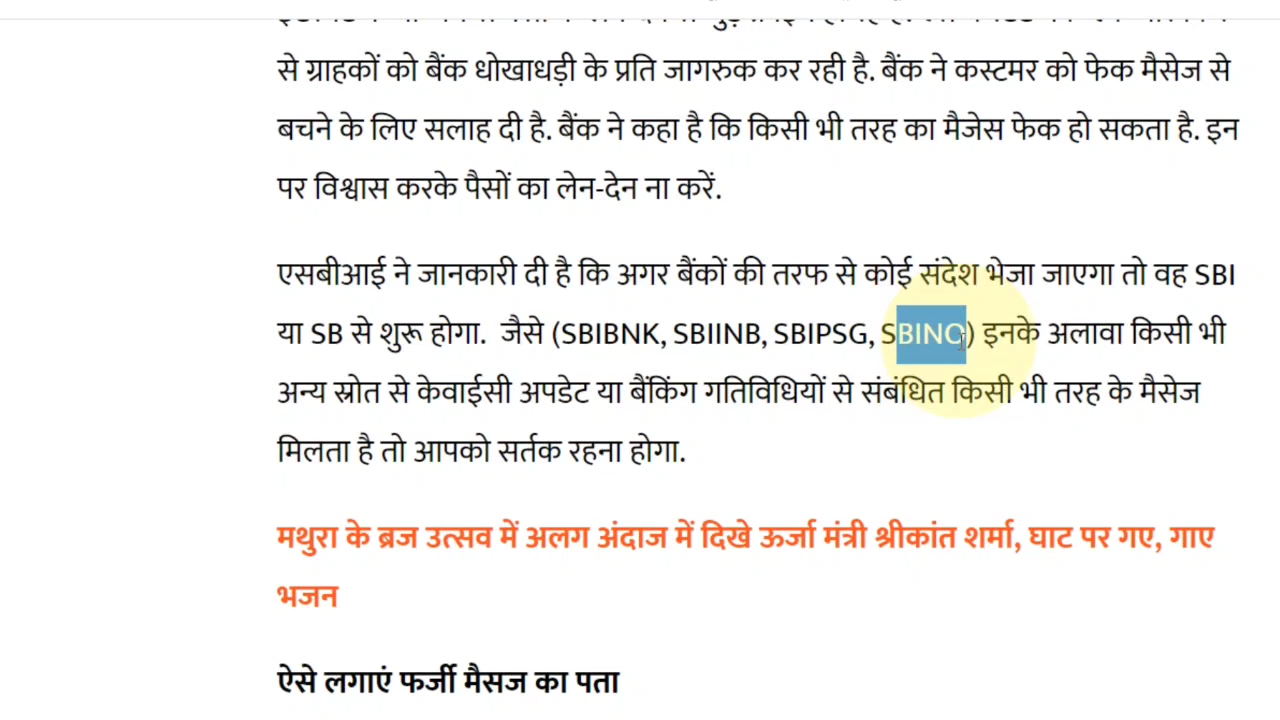 से ग्राहकों को बैंक धोखाधड़ी के प्रति जागरुक कर रही है. बैंक ने कस्टमर को फेक मैसेज से
बचने के लिए सलाह दी है. बैंक ने कहा है कि किसी भी तरह का मैजेस फेक हो सकता है. इन
पर विश्वास करके पैसों का लेन-देन ना करें.
एसबीआई ने जानकारी दी है कि अगर बैंकों की तरफ से कोई संदेश भेजा जाएगा तो वह SBI
या SB से शुरू होगा. जैसे (SBIBNK, SBIINB, SBIPSG, SBINO) इनके अलावा किसी भी
अन्य स्रोत से केवाईसी अपडेट या बैंकिंग गतिविधियों से संबंधित किसी भी तरह के मैसेज
मिलता है तो आपको सर्तक रहना होगा.
मथुरा के ब्रज उत्सव में अलग अंदाज में दिखे ऊर्जा मंत्री श्रीकांत शर्मा, घाट पर गए, गाए
भजन
ऐसे लगाएं फर्जी मैसज का पता